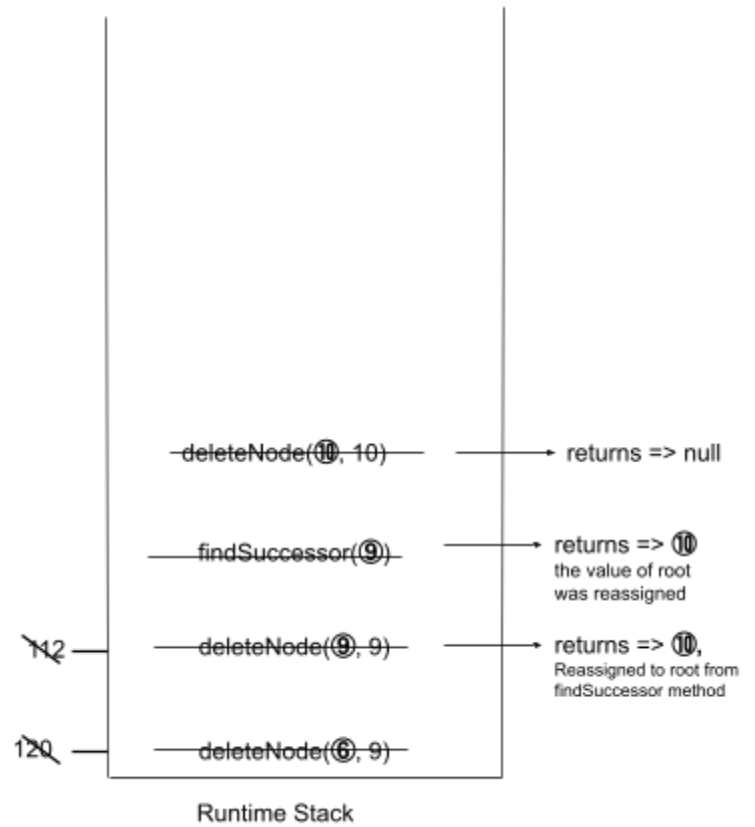 deleteNode(⑩, 10)
returns => null
findSuccessor(⑨)
returns => ⑩
the value of root
was reassigned
112
deleteNode(⑨, 9)
returns => ⑩,
Reassigned to root from
findSuccessor method
120
deleteNode(⑥, 9)
Runtime Stack